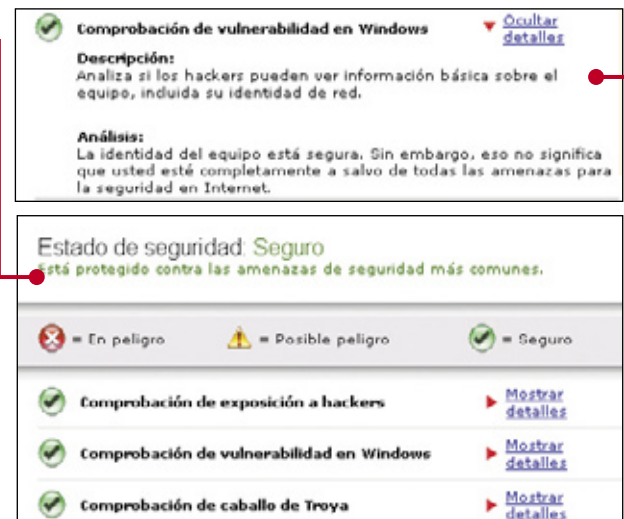 Comprobación de vulnerabilidad en Windows
Ocultar
detalles
Descripción:
Analiza si los hackers pueden ver información básica sobre el
equipo, incluida su identidad de red.
Análisis:
La identidad del equipo está segura. Sin embargo, eso no significa
que usted esté completamente a salvo de todas las amenazas para
la seguridad en Internet.
Estado de seguridad: Seguro
Está protegido contra las amenazas de seguridad más comunes.
= En peligro
= Posible peligro
= Seguro
Comprobación de exposición a hackers
Mostrar
detalles
Comprobación de vulnerabilidad en Windows
Mostrar
detalles
Comprobación de caballo de Troya
Mostrar
detalles